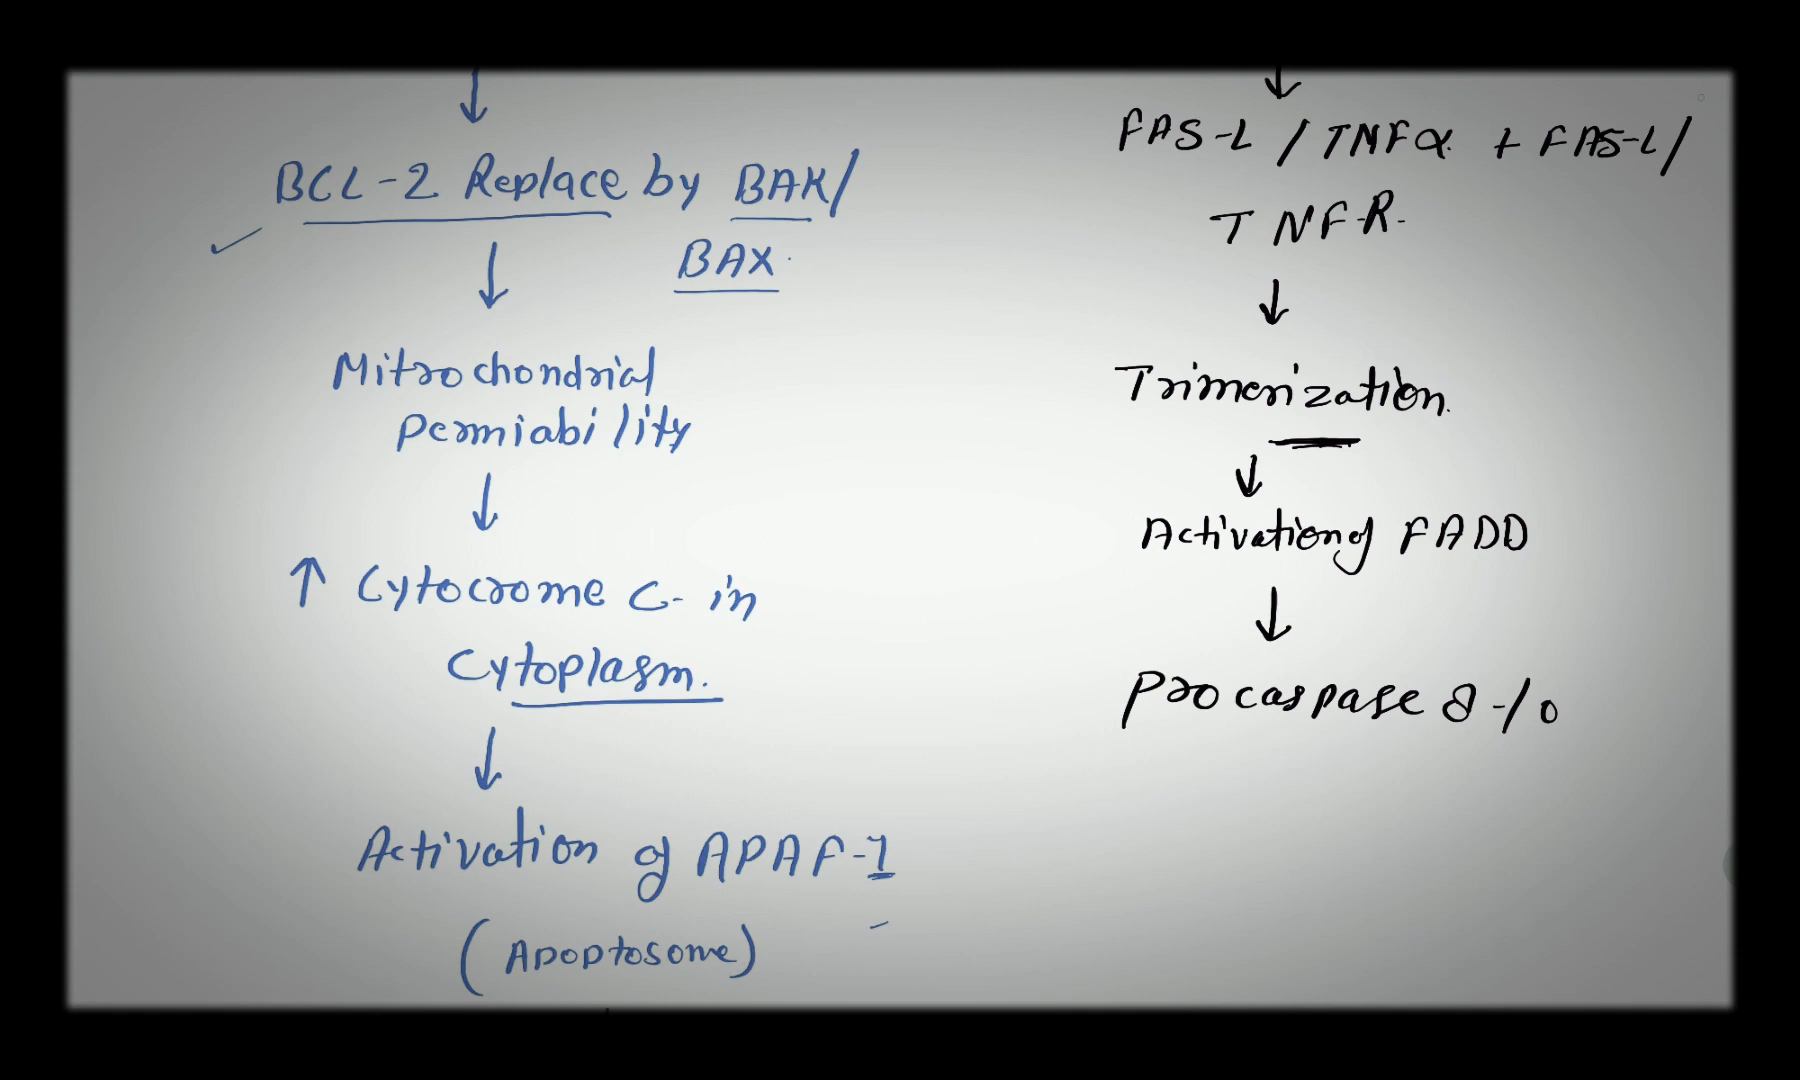 BCL-2 Replace by BAK/
BAX
Mitrochondrial
permiability
↑ Cytocrome C- in
Cytoplasm.
Activation of APAF-1
(Apoptosome)
FAS-L / TNFα + FAS-L/
TNF-R.
Trimerization.
Activation of FADD
Procaspase 8-10